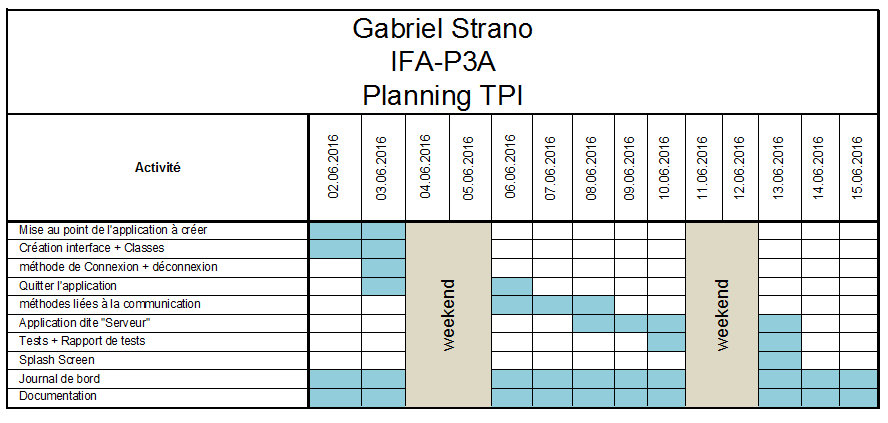 Gabriel Strano
IFA-P3A
Planning TPI
Activité
02.06.2016
03.06.2016
04.06.2016
05.06.2016
06.06.2016
07.06.2016
08.06.2016
09.06.2016
10.06.2016
11.06.2016
12.06.2016
13.06.2016
14.06.2016
15.06.2016
Mise au point de l'application à créer
Création interface + Classes
méthode de Connexion + déconnexion
Quitter l'application
méthodes liées à la communication
Application dite "Serveur"
Tests + Rapport de tests
Splash Screen
Journal de bord
Documentation
weekend
weekend